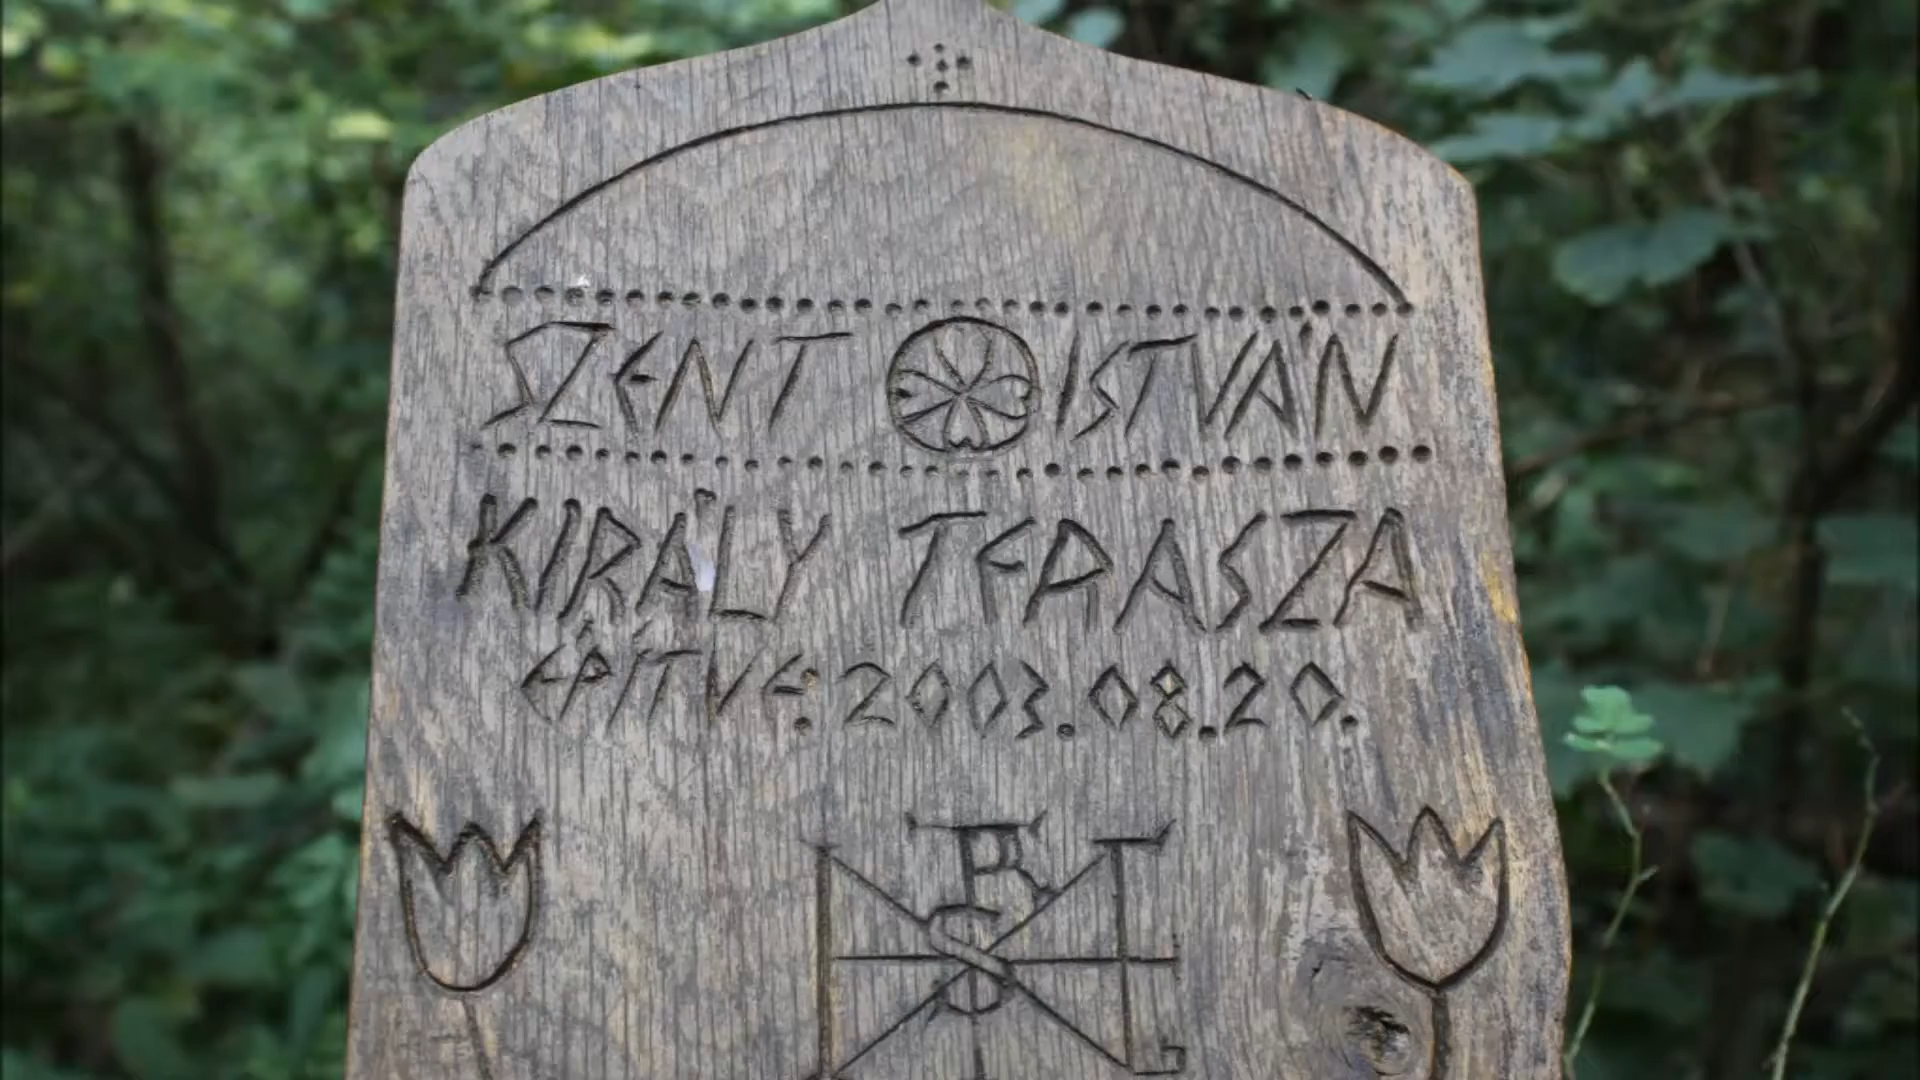 SZENT ISTVÁN
KIRÁLY TERASZA
ÉPÍTVE: 2003.08.20.